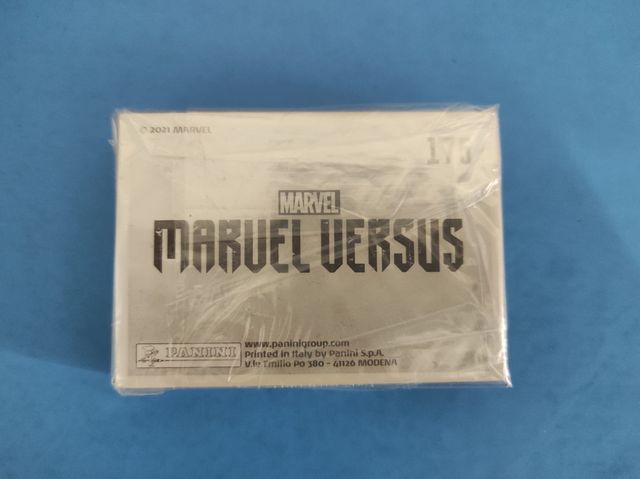 © 2021 MARVEL
MARVEL
MARVEL VERSUS
PANINI
www.paninigroup.com
Printed in Italy by Panini S.p.A.
V.le Emilio Po 380 - 41126 MODENA